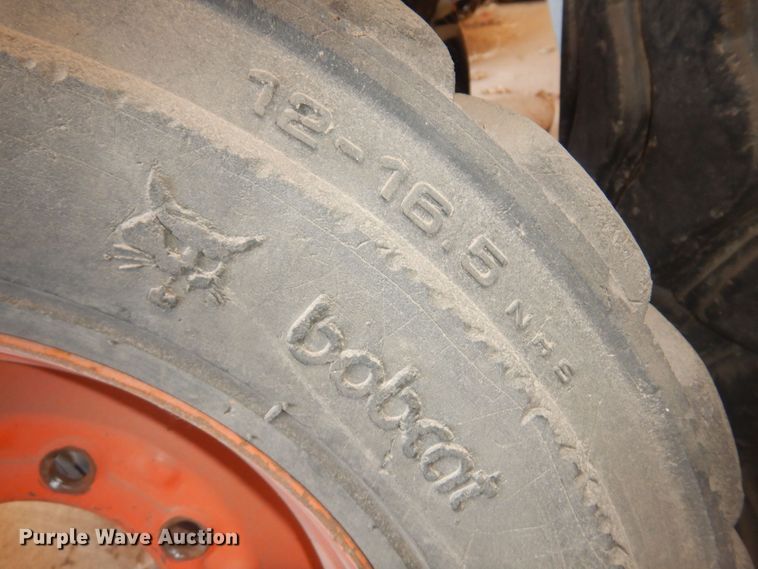 12-16.5 NHS
bobcat
Purple Wave Auction